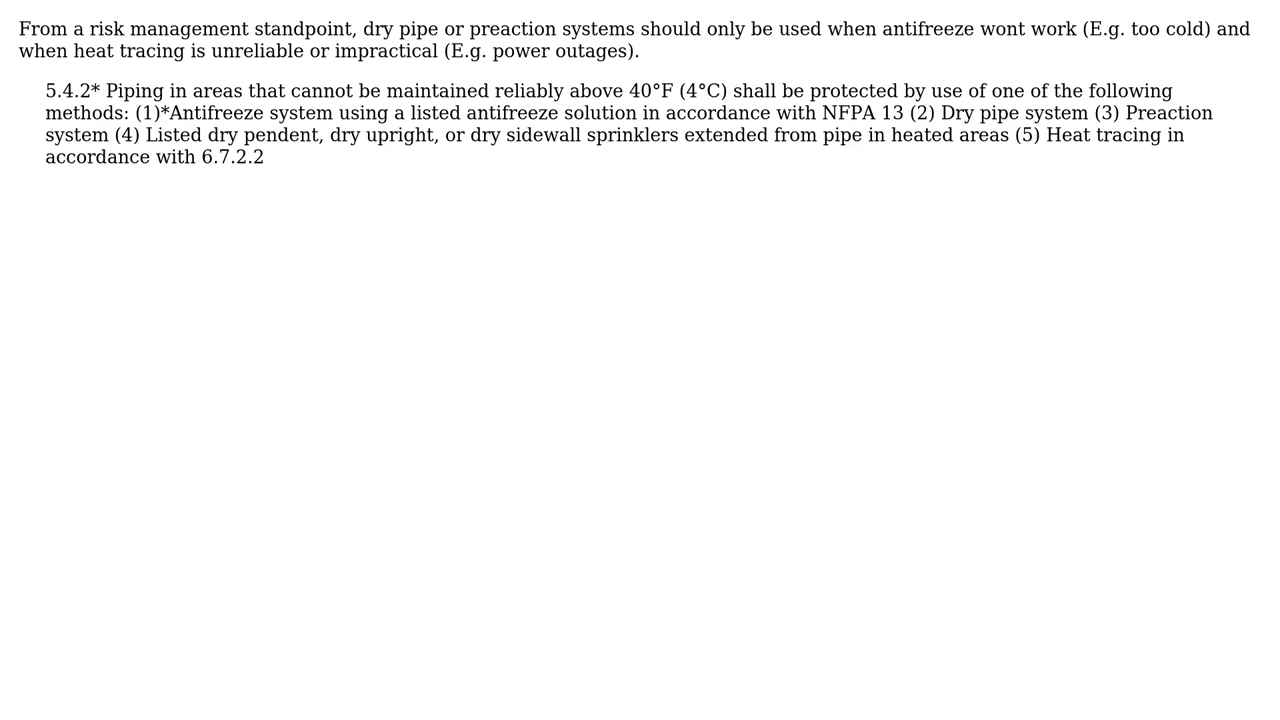 From a risk management standpoint, dry pipe or preaction systems should only be used when antifreeze wont work (E.g. too cold) and
when heat tracing is unreliable or impractical (E.g. power outages).
5.4.2* Piping in areas that cannot be maintained reliably above 40°F (4°C) shall be protected by use of one of the following
methods: (1)*Antifreeze system using a listed antifreeze solution in accordance with NFPA 13 (2) Dry pipe system (3) Preaction
system (4) Listed dry pendent, dry upright, or dry sidewall sprinklers extended from pipe in heated areas (5) Heat tracing in
accordance with 6.7.2.2